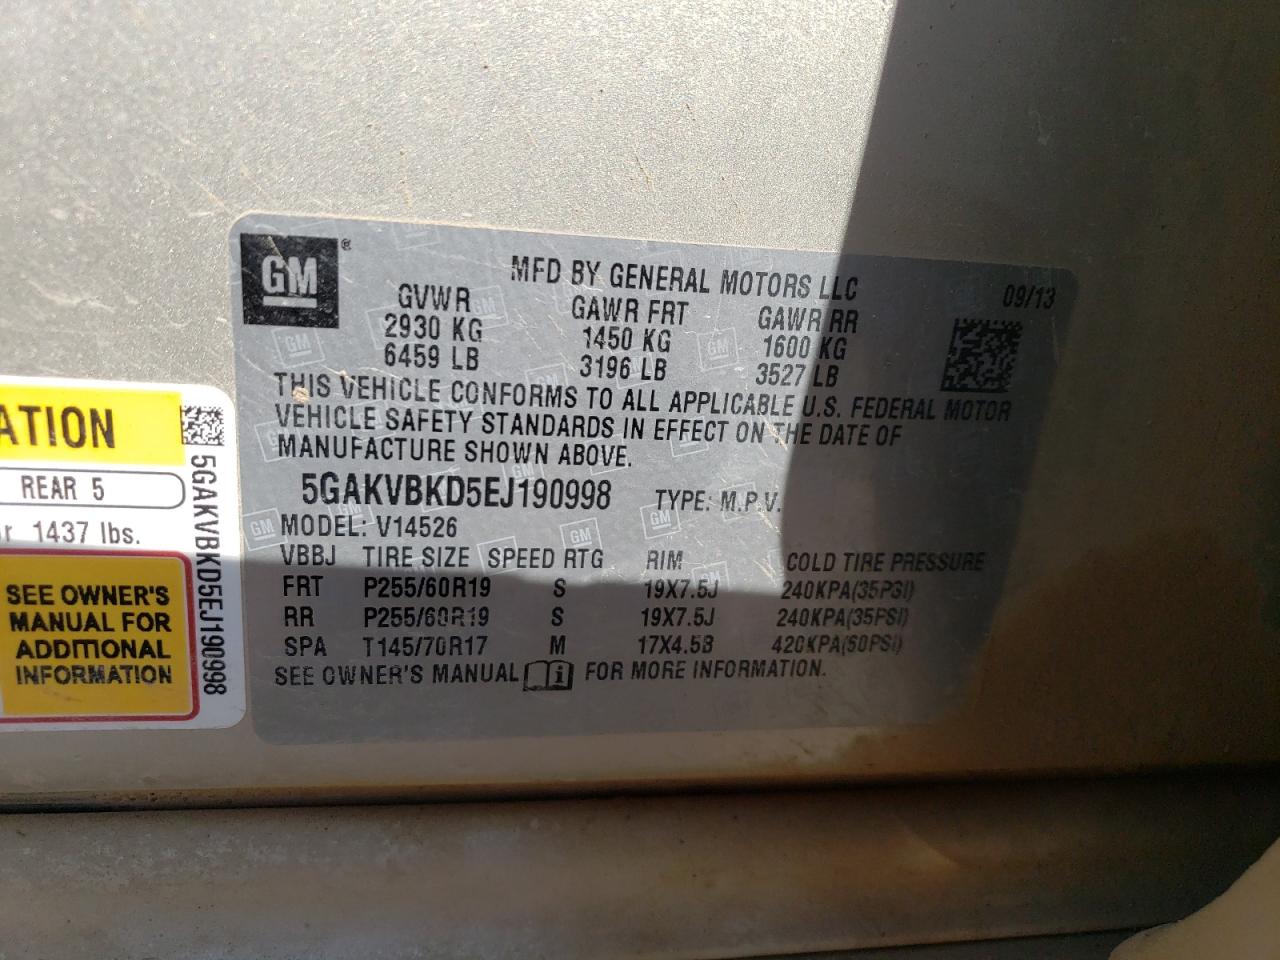 GM®
MFD BY GENERAL MOTORS LLC 09/13
GVWR GAWR FRT GAWR RR
2930 KG 1450 KG 1600 KG
6459 LB 3196 LB 3527 LB
THIS VEHICLE CONFORMS TO ALL APPLICABLE U.S. FEDERAL MOTOR
VEHICLE SAFETY STANDARDS IN EFFECT ON THE DATE OF
MANUFACTURE SHOWN ABOVE.
5GAKVBKD5EJ190998 TYPE: M.P.V.
MODEL: V14526
VBBJ TIRE SIZE SPEED RTG RIM COLD TIRE PRESSURE
FRT P255/60R19 S 19X7.5J 240KPA(35PSI)
RR P255/60R19 S 19X7.5J 240KPA(35PSI)
SPA T145/70R17 M 17X4.5B 420KPA(60PSI)
SEE OWNER'S MANUAL i FOR MORE INFORMATION.
ATION
REAR 5
r 1437 lbs.
SEE OWNER'S
MANUAL FOR
ADDITIONAL
INFORMATION
5GAKVBKD5EJ190998